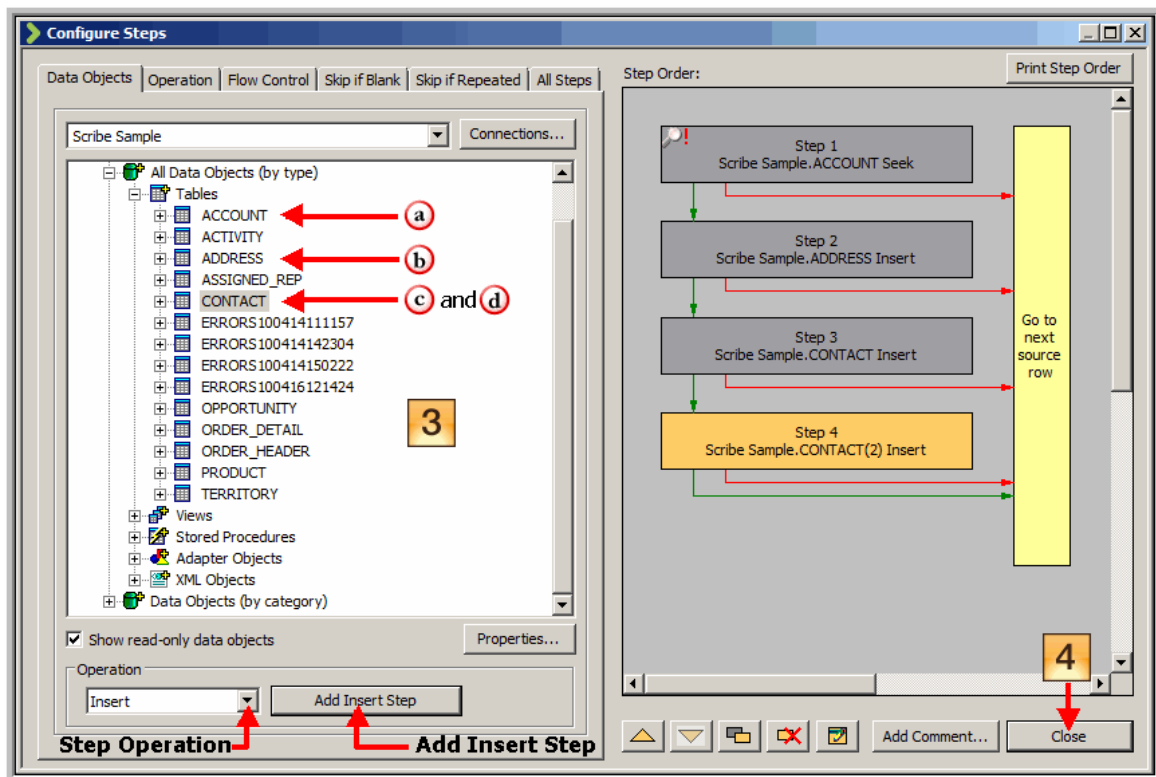 Configure Steps
Data Objects
Operation
Flow Control
Skip if Blank
Skip if Repeated
All Steps
Scribe Sample
Connections...
All Data Objects (by type)
Tables
ACCOUNT
a
ACTIVITY
ADDRESS
b
ASSIGNED_REP
CONTACT
c and d
ERRORS100414111157
ERRORS100414142304
ERRORS100414150222
ERRORS100416121424
OPPORTUNITY
3
ORDER_DETAIL
ORDER_HEADER
PRODUCT
TERRITORY
Views
Stored Procedures
Adapter Objects
XML Objects
Data Objects (by category)
Show read-only data objects
Properties...
Operation
Insert
Add Insert Step
Step Operation
Add Insert Step
Step Order:
Print Step Order
Step 1
Scribe Sample.ACCOUNT Seek
Step 2
Scribe Sample.ADDRESS Insert
Step 3
Scribe Sample.CONTACT Insert
Step 4
Scribe Sample.CONTACT(2) Insert
Go to
next
source
row
4
Add Comment...
Close